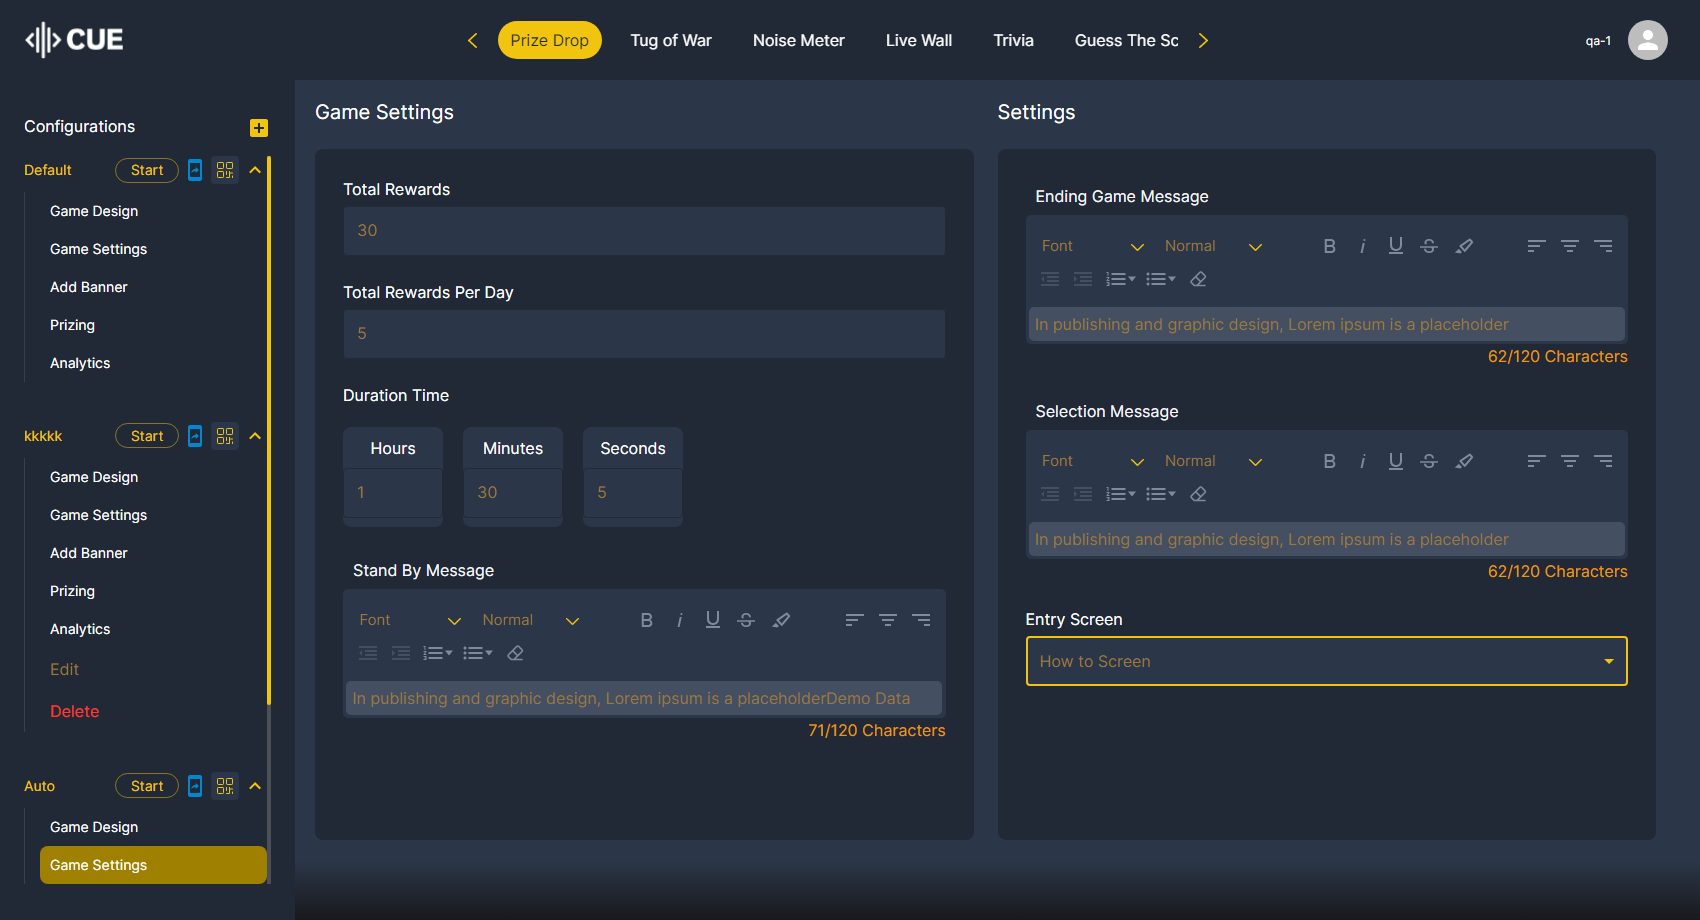 CUE
Prize Drop
Tug of War
Noise Meter
Live Wall
Trivia
Guess The Sc
qa-1
Configurations
Default
Start
Game Design
Game Settings
Add Banner
Prizing
Analytics
kkkkk
Start
Game Design
Game Settings
Add Banner
Prizing
Analytics
Edit
Delete
Auto
Start
Game Design
Game Settings
Game Settings
Total Rewards
30
Total Rewards Per Day
5
Duration Time
Hours
Minutes
Seconds
1
30
5
Stand By Message
Font
Normal
In publishing and graphic design, Lorem ipsum is a placeholderDemo Data
71/120 Characters
Settings
Ending Game Message
Font
Normal
In publishing and graphic design, Lorem ipsum is a placeholder
62/120 Characters
Selection Message
Font
Normal
In publishing and graphic design, Lorem ipsum is a placeholder
62/120 Characters
Entry Screen
How to Screen